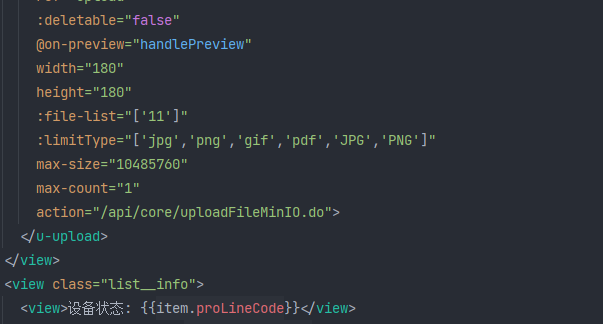 :deletable="false"
@on-preview="handlePreview"
width="180"
height="180"
:file-list="['11']"
:limitType="['jpg','png','gif','pdf','JPG','PNG']"
max-size="10485760"
max-count="1"
action="/api/core/uploadFileMinIO.do">
</u-upload>
</view>
<view class="list__info">
<view>设备状态: {{item.proLineCode}}</view>